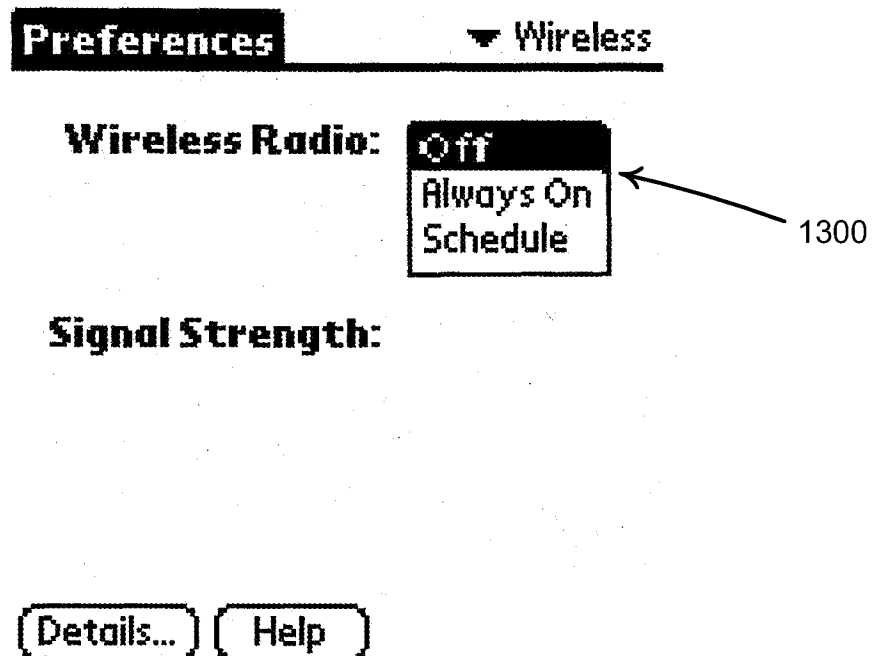 Preferences Wireless
Wireless Radio: Off
Always On
Schedule
1300
Signal Strength:
Details... Help